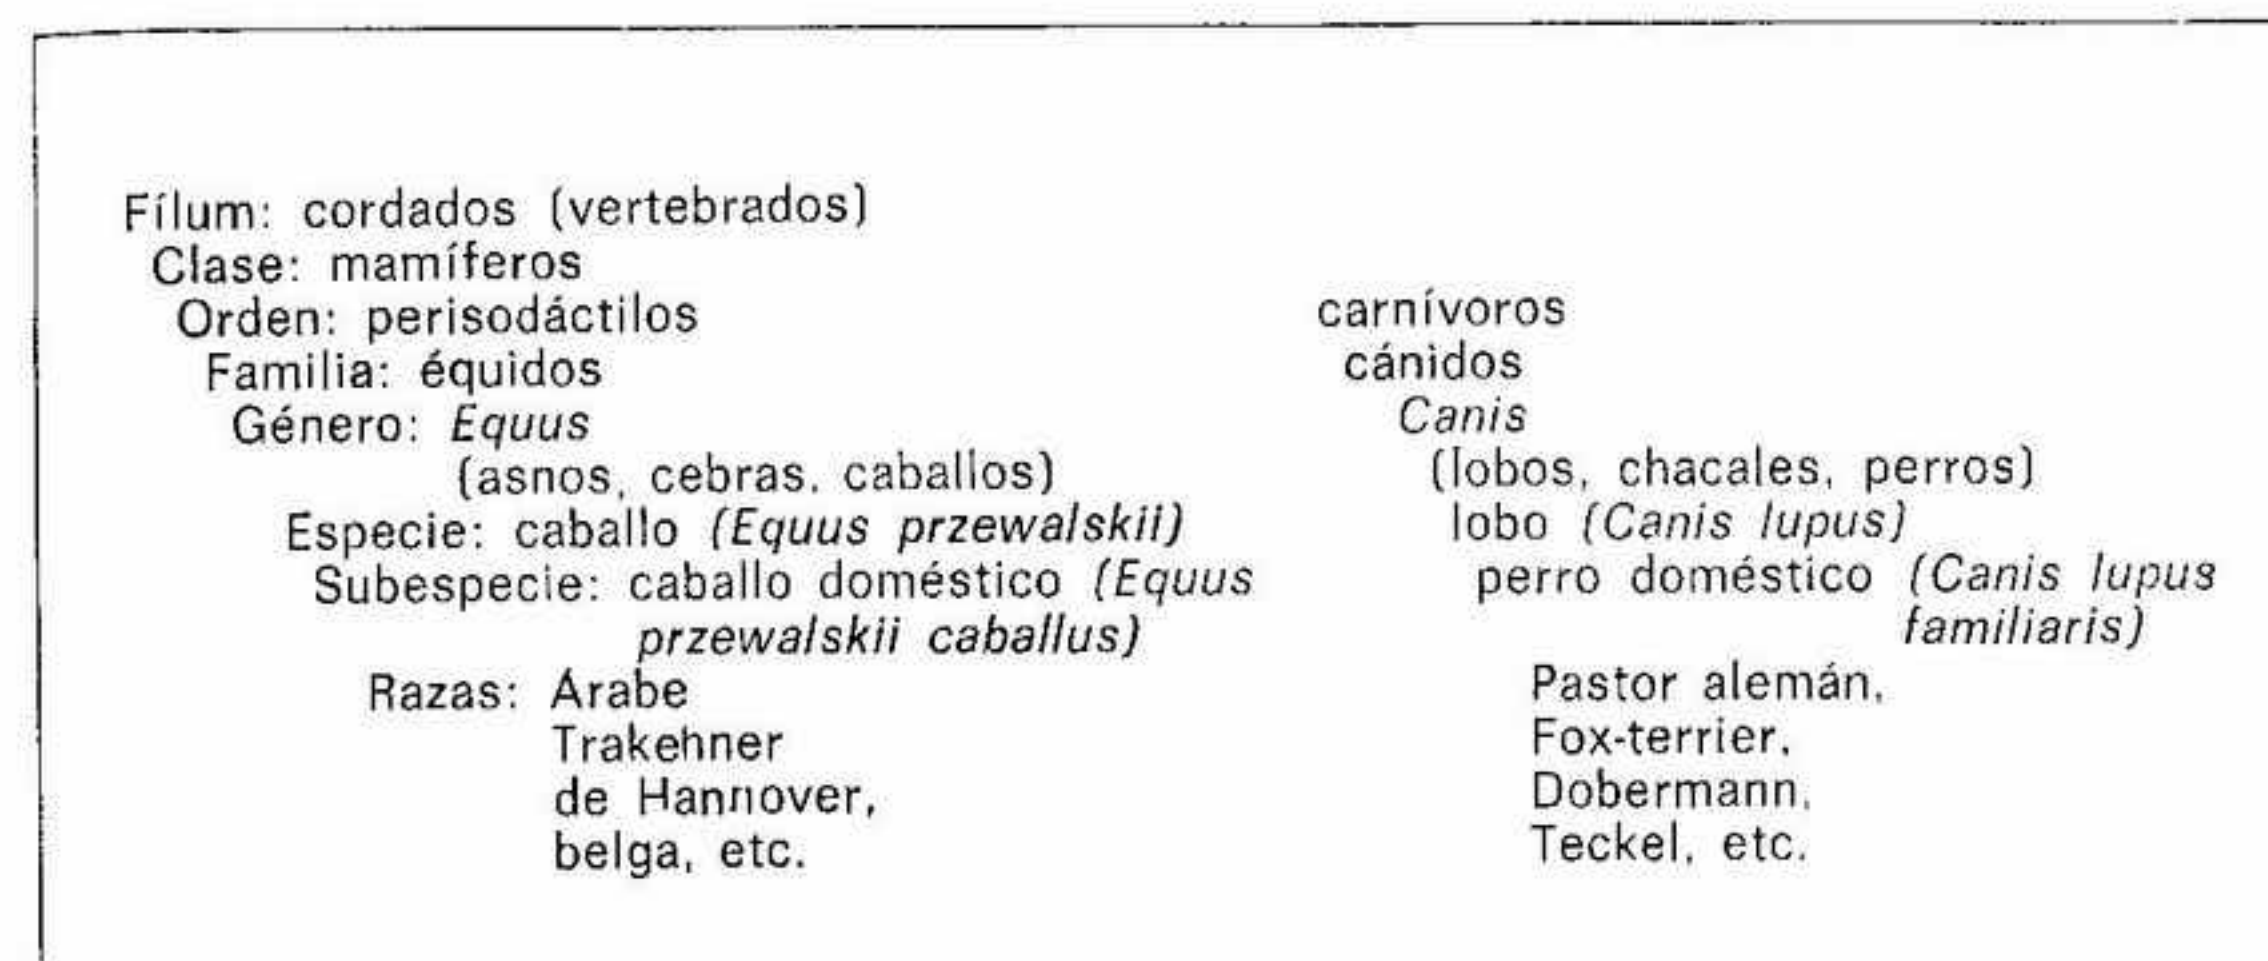 Fílum: cordados (vertebrados)
Clase: mamíferos
Orden: perisodáctilos
Familia: équidos
Género: Equus
(asnos, cebras, caballos)
Especie: caballo (Equus przewalskii)
Subespecie: caballo doméstico (Equus
przewalskii caballus)
Razas: Árabe
Trakehner
de Hannover,
belga, etc.
carnívoros
cánidos
Canis
(lobos, chacales, perros)
lobo (Canis lupus)
perro doméstico (Canis lupus
familiaris)
Pastor alemán,
Fox-terrier,
Dobermann,
Teckel, etc.